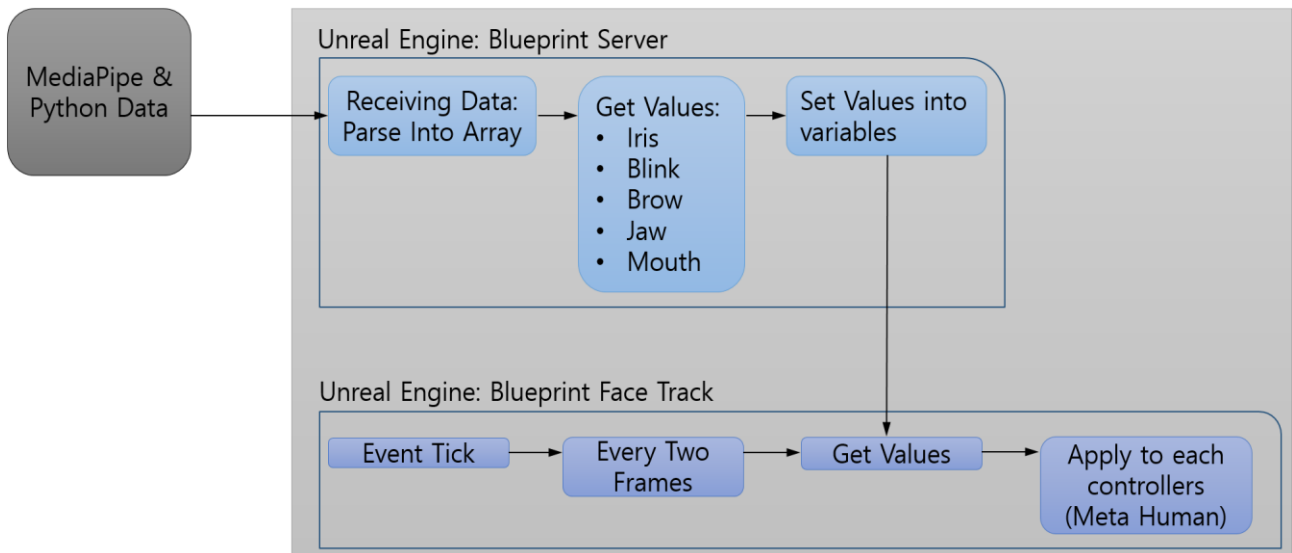 MediaPipe &
Python Data
Unreal Engine: Blueprint Server
Receiving Data:
Parse Into Array
Get Values:
• Iris
• Blink
• Brow
• Jaw
• Mouth
Set Values into
variables
Unreal Engine: Blueprint Face Track
Event Tick
Every Two
Frames
Get Values
Apply to each
controllers
(Meta Human)